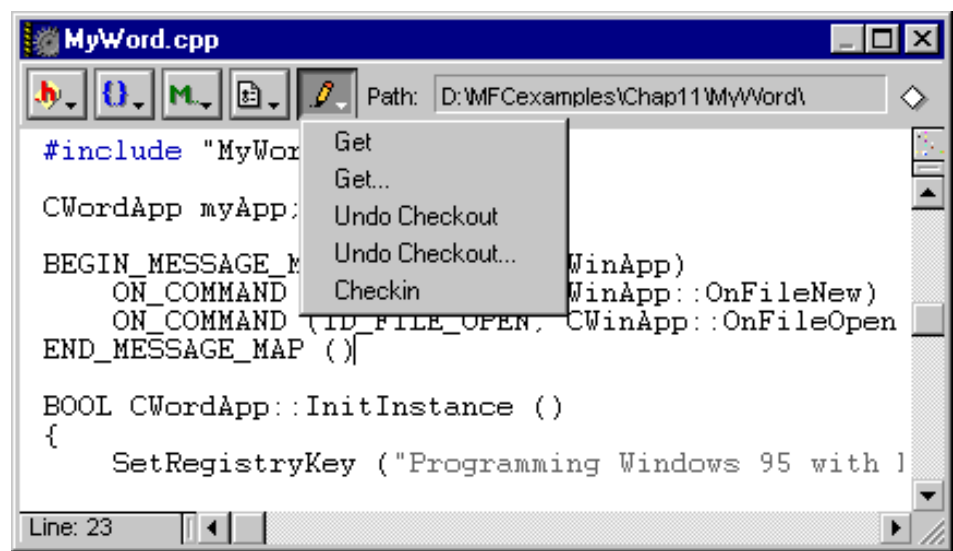 MyWord.cpp
h {} M... Path: D:\MFCexamples\Chap11\MyWord\
Get
Get...
Undo Checkout
Undo Checkout...
Checkin
#include "MyWor
CWordApp myApp;
BEGIN_MESSAGE_M WinApp)
ON_COMMAND WinApp::OnFileNew)
ON_COMMAND (ID_FILE_OPEN, CWinApp::OnFileOpen
END_MESSAGE_MAP ()
BOOL CWordApp::InitInstance ()
{
SetRegistryKey ("Programming Windows 95 with
Line: 23